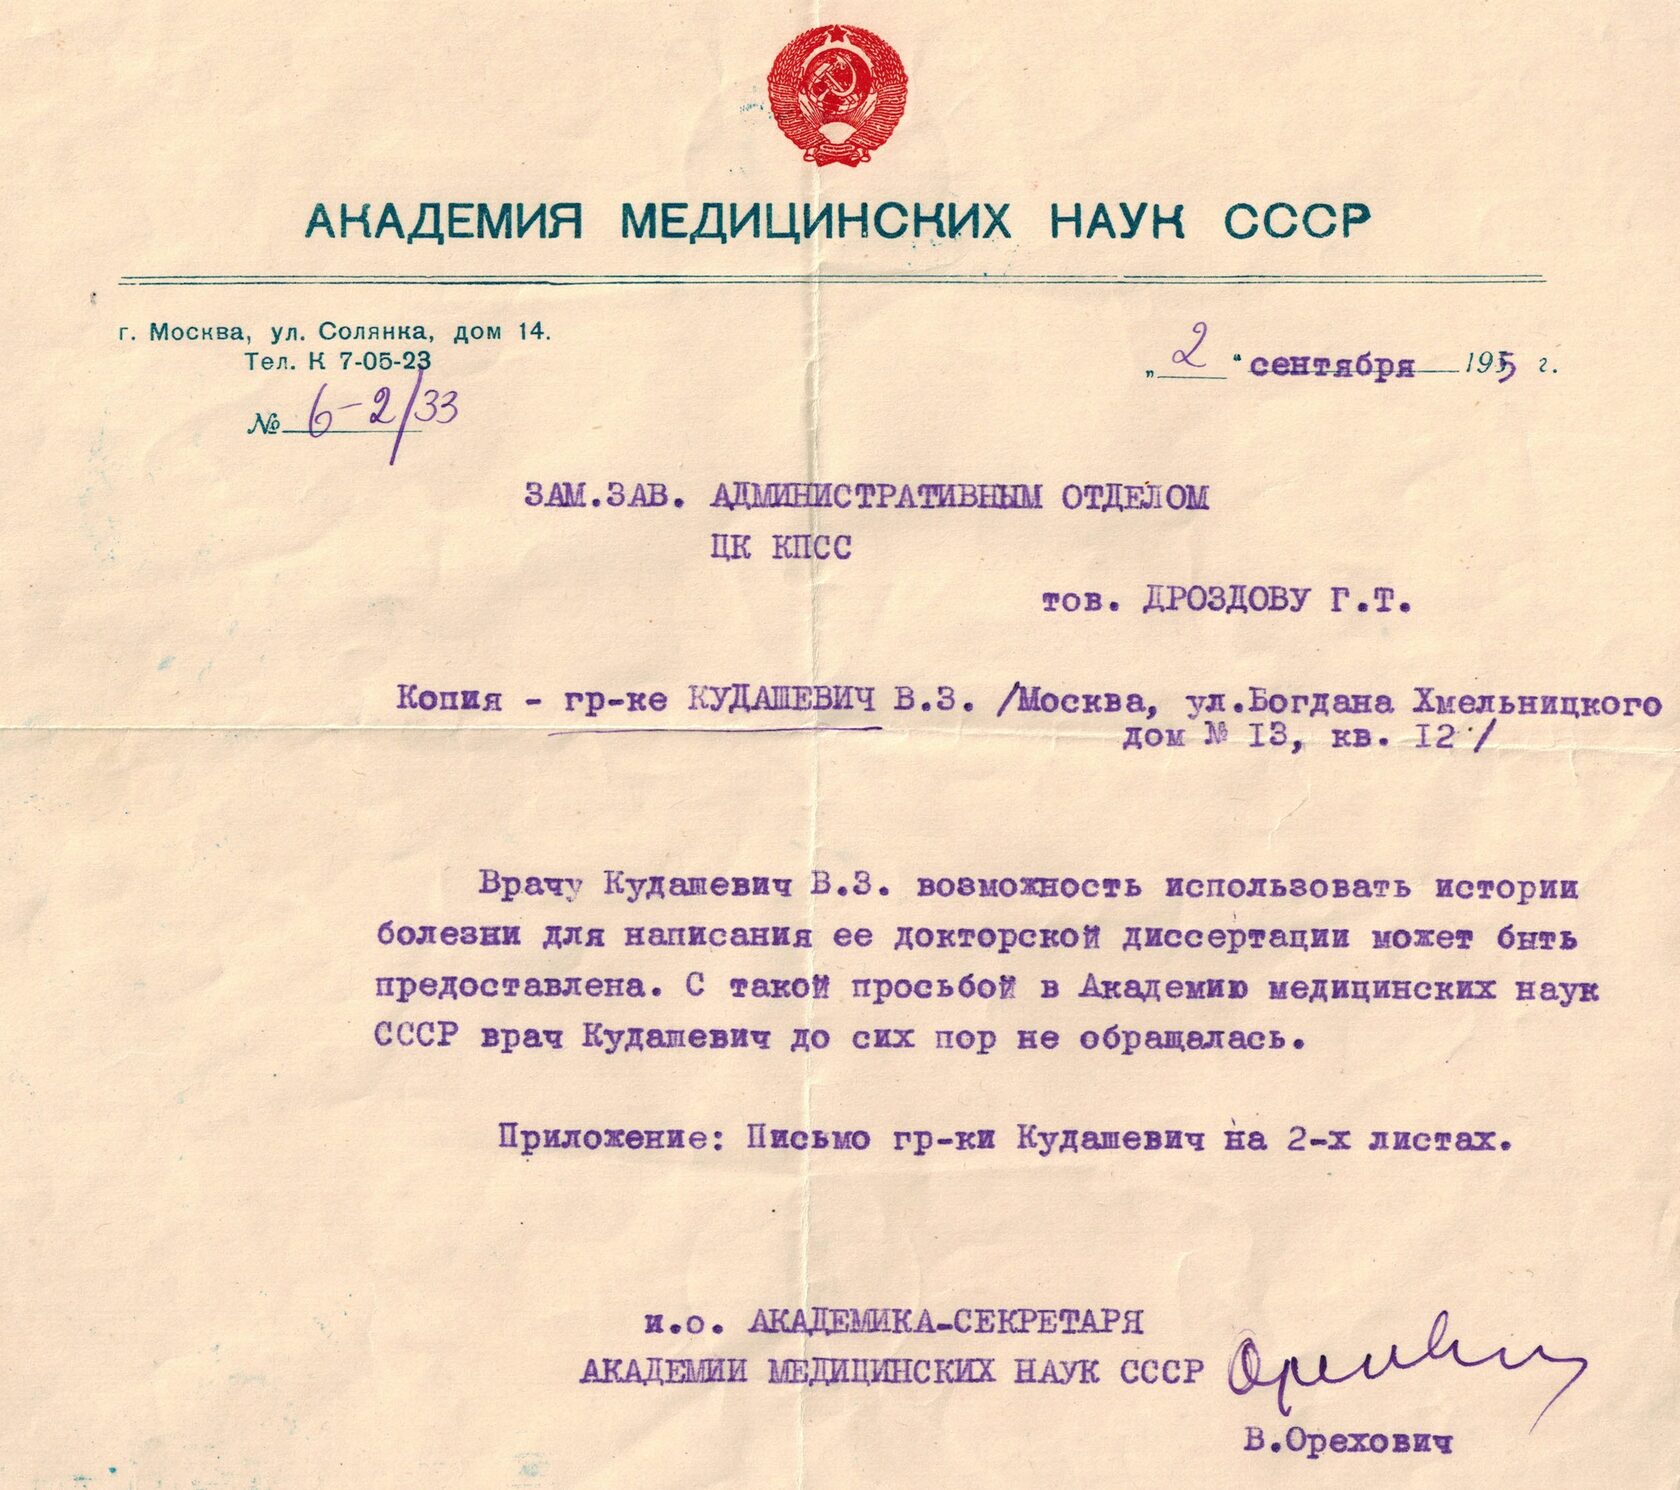 АКАДЕМИЯ МЕДИЦИНСКИХ НАУК СССР
г. Москва, ул. Солянка, дом 14.
Тел. К 7-05-23
№ 6-2/33
„2“ сентября 1955 г.
ЗАМ.ЗАВ. АДМИНИСТРАТИВНЫМ ОТДЕЛОМ
ЦК КПСС
тов. ДРОЗДОВУ Г.Т.
Копия - гр-ке КУДАШЕВИЧ В.З. /Москва, ул.Богдана Хмельницкого
дом № 13, кв. 12./
Врачу Кудашевич В.З. возможность использовать истории
болезни для написания ее докторской диссертации может быть
предоставлена. С такой просьбой в Академию медицинских наук
СССР врач Кудашевич до сих пор не обращалась.
Приложение: Письмо гр-ки Кудашевич на 2-х листах.
и.о. АКАДЕМИКА-СЕКРЕТАРЯ
АКАДЕМИИ МЕДИЦИНСКИХ НАУК СССР
В.Орехович